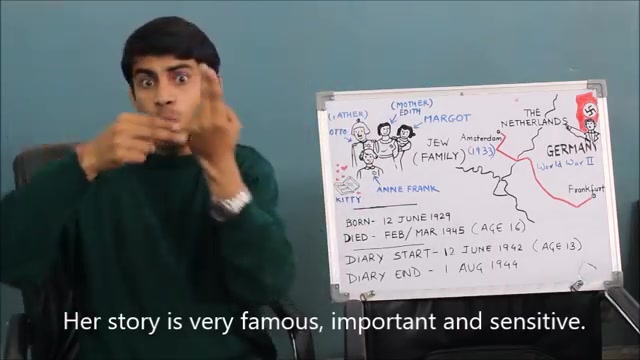 (FATHER)
OTTO
(MOTHER)
EDITH
MARGOT
JEW
(FAMILY)
ANNE FRANK
KITTY
THE
NETHERLANDS
Amsterdam
(1933)
GERMANY
World War II
Frankfurt
BORN- 12 JUNE 1929
DIED - FEB/MAR 1945 (AGE 16)
DIARY START- 12 JUNE 1942 (AGE 13)
DIARY END - 1 AUG 1944
Her story is very famous, important and sensitive.